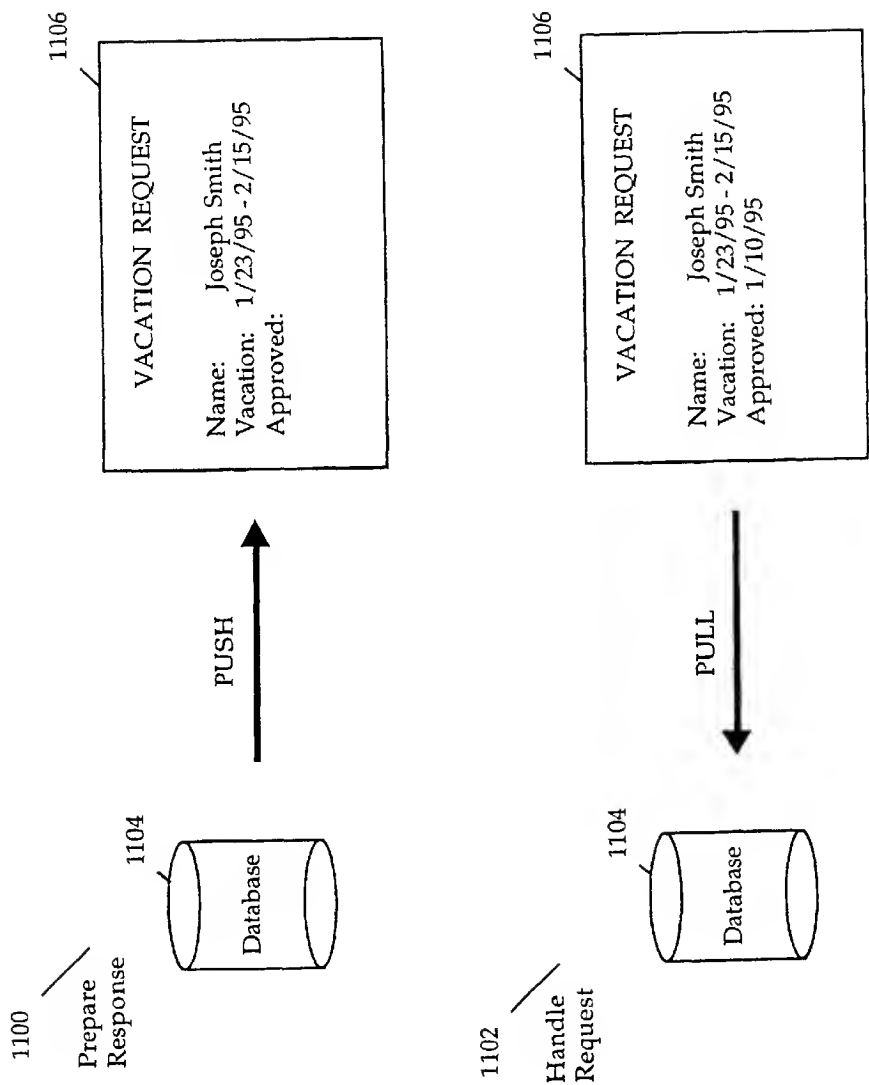 1100
Prepare
Response
1104
Database
PUSH
1106
VACATION REQUEST
Name: Joseph Smith
Vacation: 1/23/95 - 2/15/95
Approved:
1102
Handle
Request
1104
Database
PULL
1106
VACATION REQUEST
Name: Joseph Smith
Vacation: 1/23/95 - 2/15/95
Approved: 1/10/95